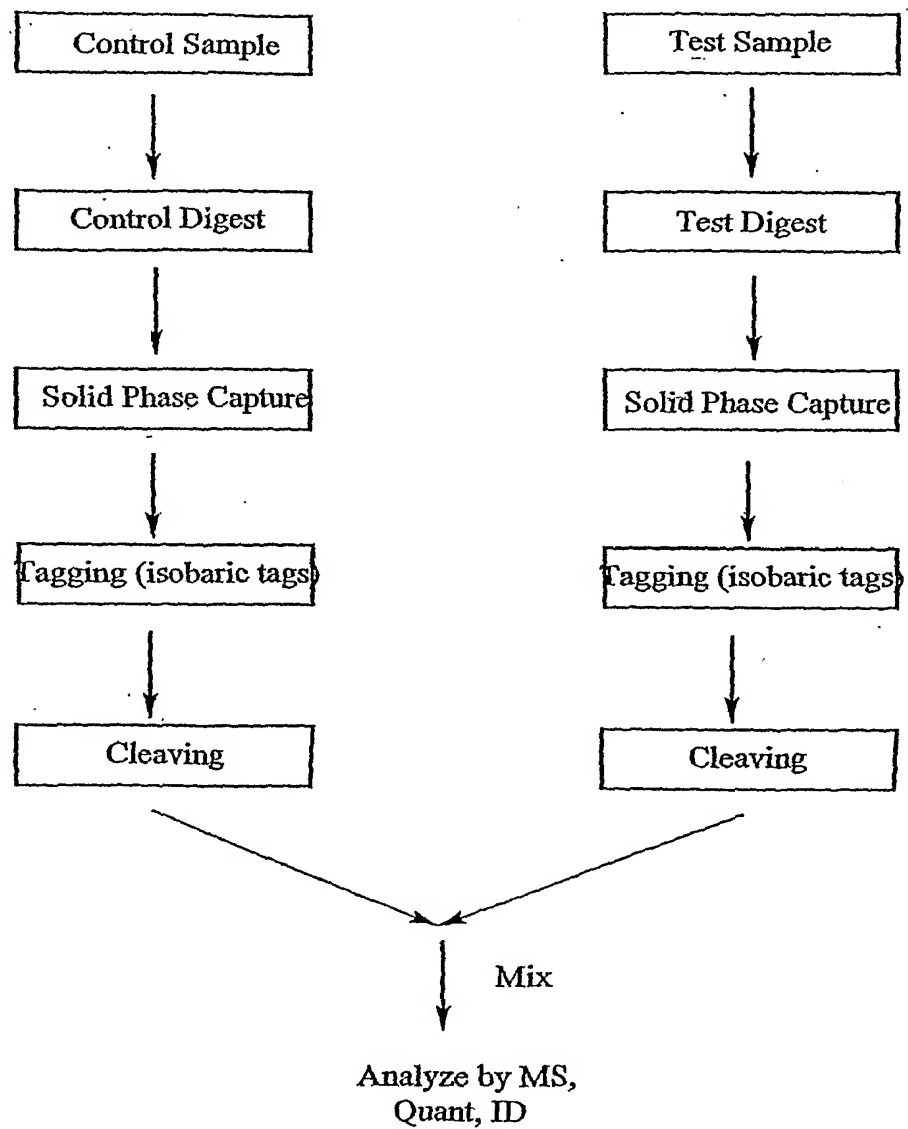 Control Sample
Test Sample
Control Digest
Test Digest
Solid Phase Capture
Solid Phase Capture
Tagging (isobaric tags)
Tagging (isobaric tags)
Cleaving
Cleaving
Mix
Analyze by MS,
Quant, ID